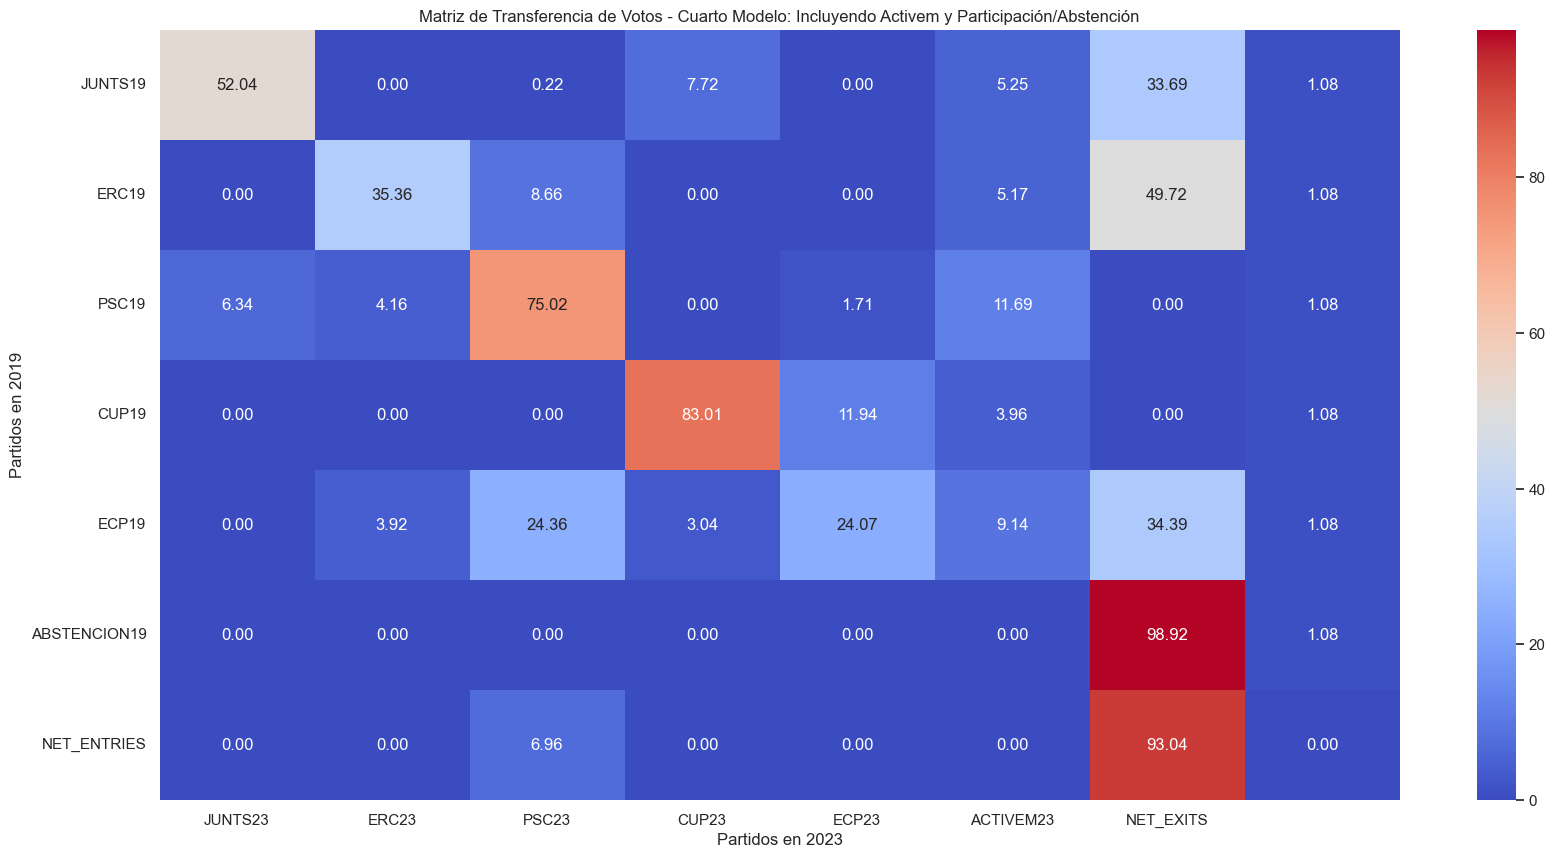 Matriz de Transferencia de Votos - Cuarto Modelo: Incluyendo Activem y Participación/Abstención
JUNTS19 52.04 0.00 0.22 7.72 0.00 5.25 33.69 1.08
ERC19 0.00 35.36 8.66 0.00 0.00 5.17 49.72 1.08
PSC19 6.34 4.16 75.02 0.00 1.71 11.69 0.00 1.08
CUP19 0.00 0.00 0.00 83.01 11.94 3.96 0.00 1.08
ECP19 0.00 3.92 24.36 3.04 24.07 9.14 34.39 1.08
ABSTENCION19 0.00 0.00 0.00 0.00 0.00 0.00 98.92 1.08
NET_ENTRIES 0.00 0.00 6.96 0.00 0.00 0.00 93.04 0.00
JUNTS23 ERC23 PSC23 CUP23 ECP23 ACTIVEM23 NET_EXITS
Partidos en 2023
Partidos en 2019
80
60
40
20
0